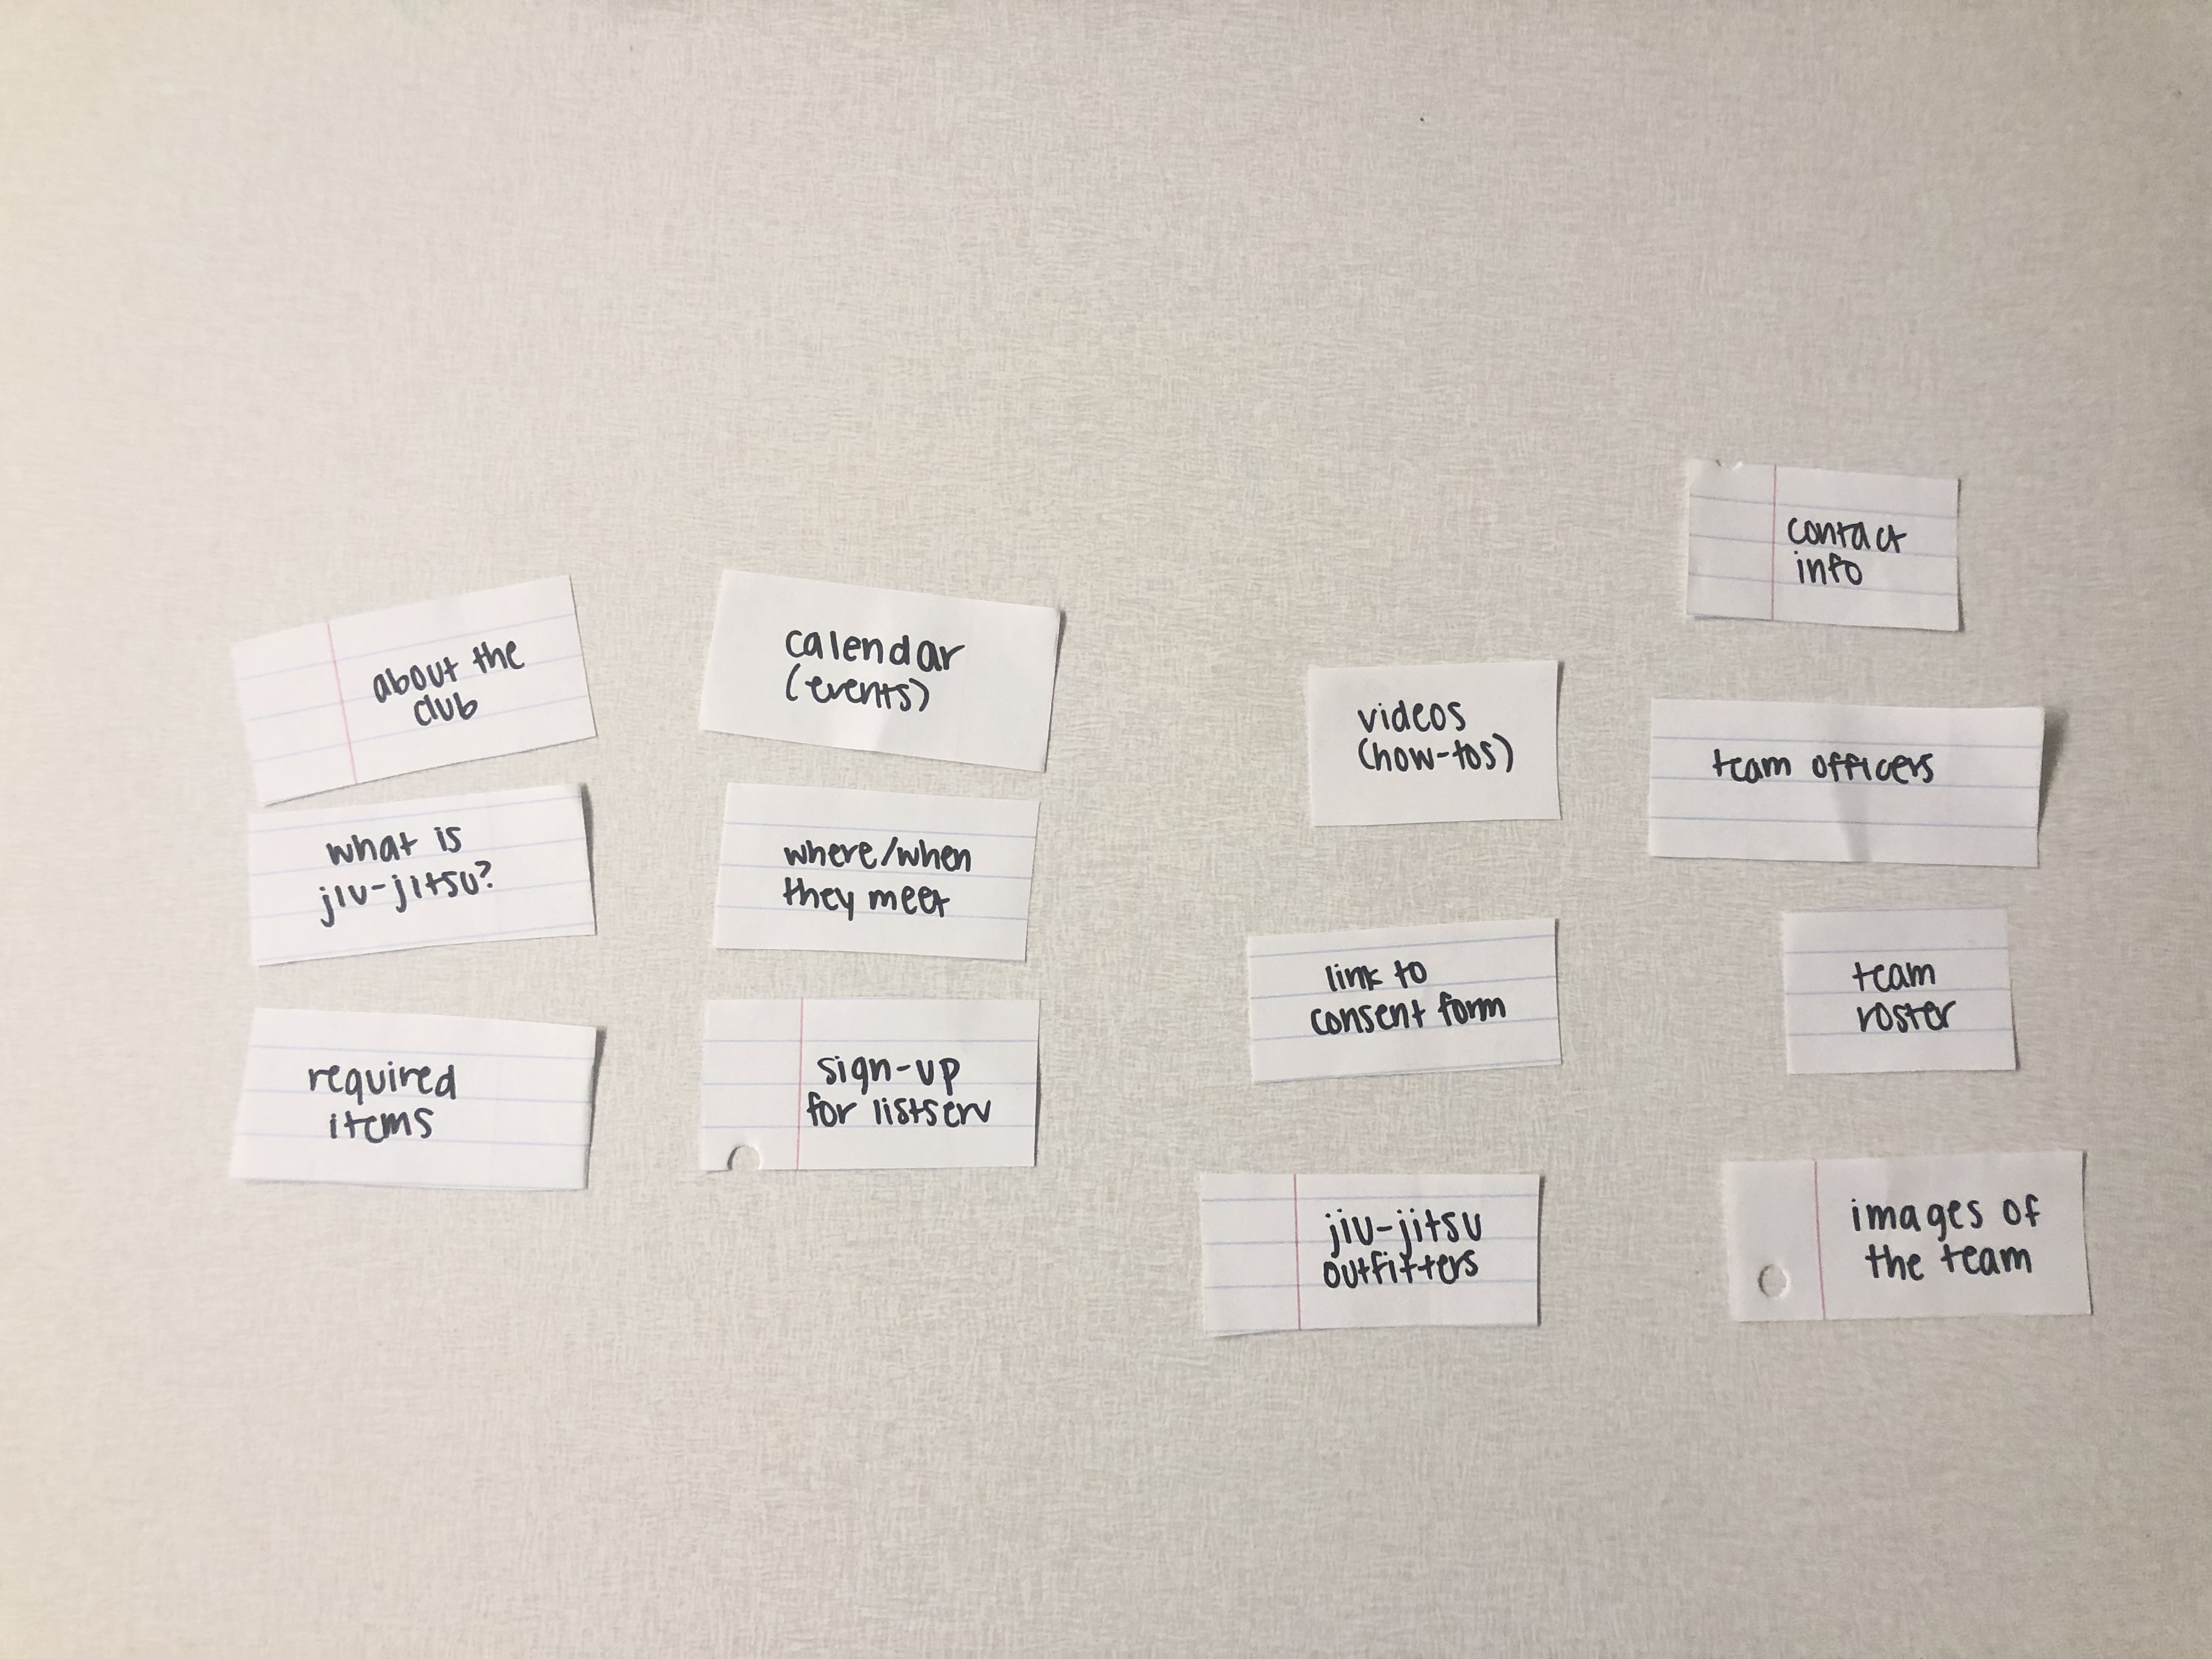 about the
club
what is
jiu-jitsu?
required
items
calendar
(events)
where/when
they meet
sign-up
for listserv
videos
(how-tos)
link to
consent form
jiu-jitsu
outfitters
contact
info
team officers
team
roster
images of
the team